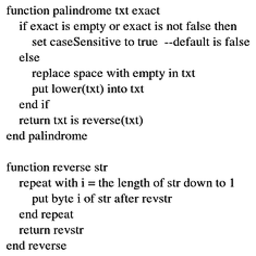 function palindrome txt exact
if exact is empty or exact is not false then
set caseSensitive to true --default is false
else
replace space with empty in txt
put lower(txt) into txt
end if
return txt is reverse(txt)
end palindrome

function reverse str
repeat with i = the length of str down to 1
put byte i of str after revstr
end repeat
return revstr
end reverse